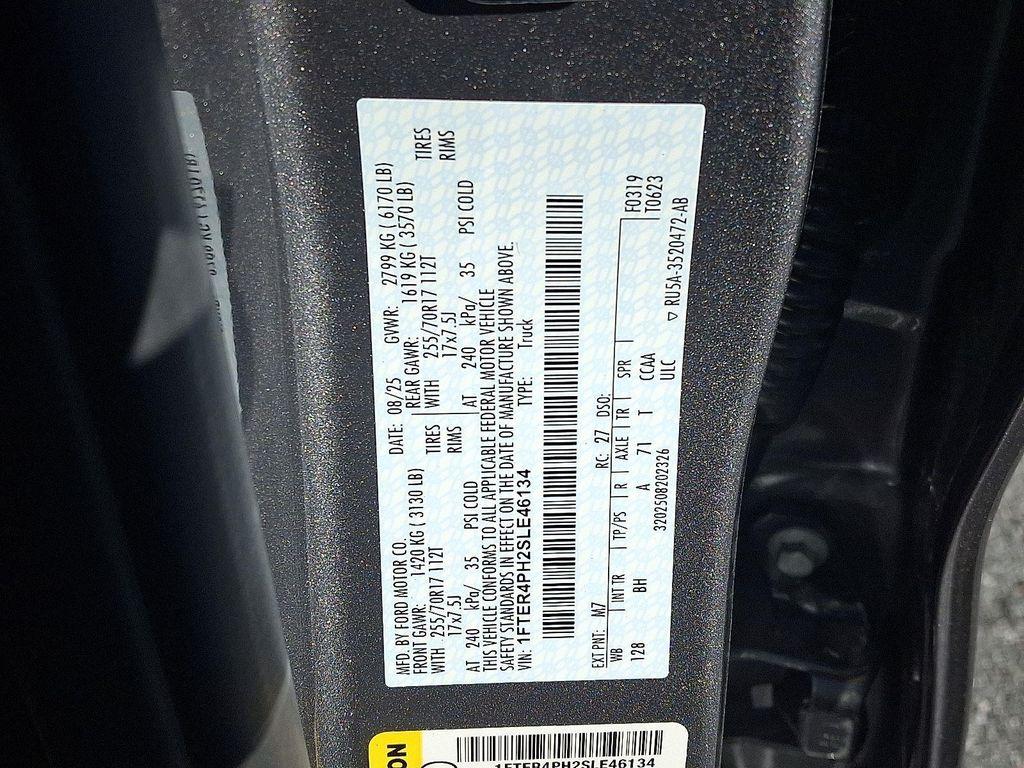 MFD. BY FORD MOTOR CO.
DATE: 08/25
GVWR: 2799 KG ( 6170 LB)
FRONT GAWR: 1420 KG ( 3130 LB)
REAR GAWR: 1619 KG ( 3570 LB)
WITH 255/70R17 112T TIRES
WITH 255/70R17 112T TIRES
17x7.5J RIMS
17x7.5J RIMS
AT 240 kPa/ 35 PSI COLD
AT 240 kPa/ 35 PSI COLD
THIS VEHICLE CONFORMS TO ALL APPLICABLE FEDERAL MOTOR VEHICLE
SAFETY STANDARDS IN EFFECT ON THE DATE OF MANUFACTURE SHOWN ABOVE.
VIN: 1FTER4PH2SLE46134
TYPE: Truck
EXT PNT: M7 RC: 27 DSO:
F0319
WB INT TR TP/PS R AXLE TR SPR
T0623
128 BH A 7I T CCAA
ULC
3202508202326
▽ RU5A-3520472-AB
1FTER4PH2SLE46134